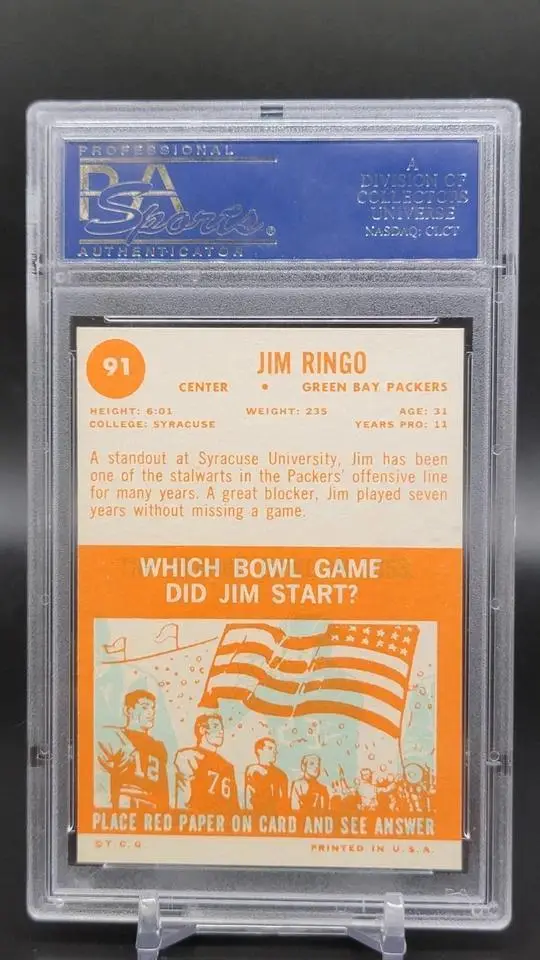 PROFESSIONAL
PSA
Sports®
AUTHENTICATOR
A
DIVISION OF
COLLECTORS
UNIVERSE
NASDAQ: CLCT
91
JIM RINGO
CENTER • GREEN BAY PACKERS
HEIGHT: 6:01 WEIGHT: 235 AGE: 31
COLLEGE: SYRACUSE YEARS PRO: 11
A standout at Syracuse University, Jim has been
one of the stalwarts in the Packers' offensive line
for many years. A great blocker, Jim played seven
years without missing a game.
WHICH BOWL GAME
DID JIM START?
12
76
11
71
PLACE RED PAPER ON CARD AND SEE ANSWER
©T.C.G. PRINTED IN U.S.A.